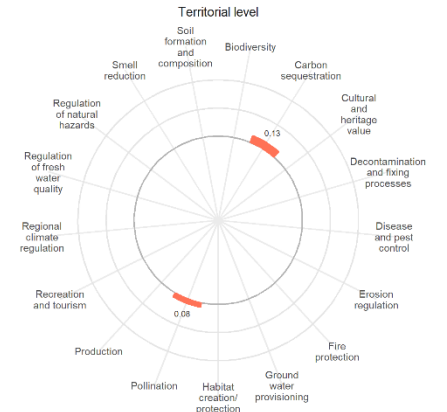 Territorial level
Soil
formation
and
composition
Biodiversity
Carbon
sequestration
Cultural
and
heritage
value
Decontamination
and fixing
processes
Disease
and pest
control
Erosion
regulation
Fire
protection
Ground
water
provisioning
Habitat
creation/
protection
Pollination
Production
Recreation
and tourism
Regional
climate
regulation
Regulation
of fresh
water
quality
Regulation
of natural
hazards
Smell
reduction
0.13
0.08